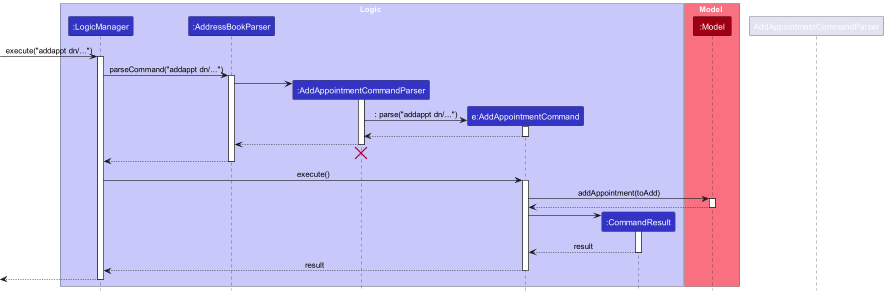 Logic
Model
:LogicManager
:AddressBookParser
:Model
AddAppointmentCommandParser
execute("addappt dn/...")
parseCommand("addappt dn/...")
:AddAppointmentCommandParser
: parse("addappt dn/...")
e:AddAppointmentCommand
execute()
addAppointment(toAdd)
:CommandResult
result
result